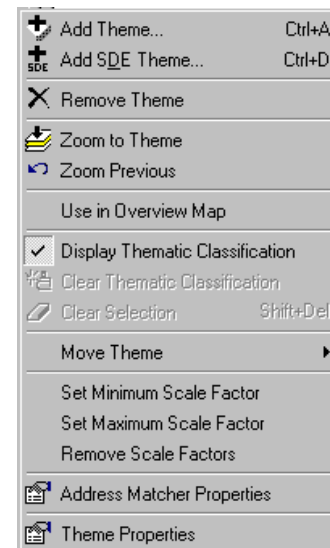 Add Theme... Ctrl+A
SDE Add SDE Theme... Ctrl+D
Remove Theme
Zoom to Theme
Zoom Previous
Use in Overview Map
Display Thematic Classification
Clear Thematic Classification
Clear Selection Shift+Del
Move Theme
Set Minimum Scale Factor
Set Maximum Scale Factor
Remove Scale Factors
Address Matcher Properties
Theme Properties